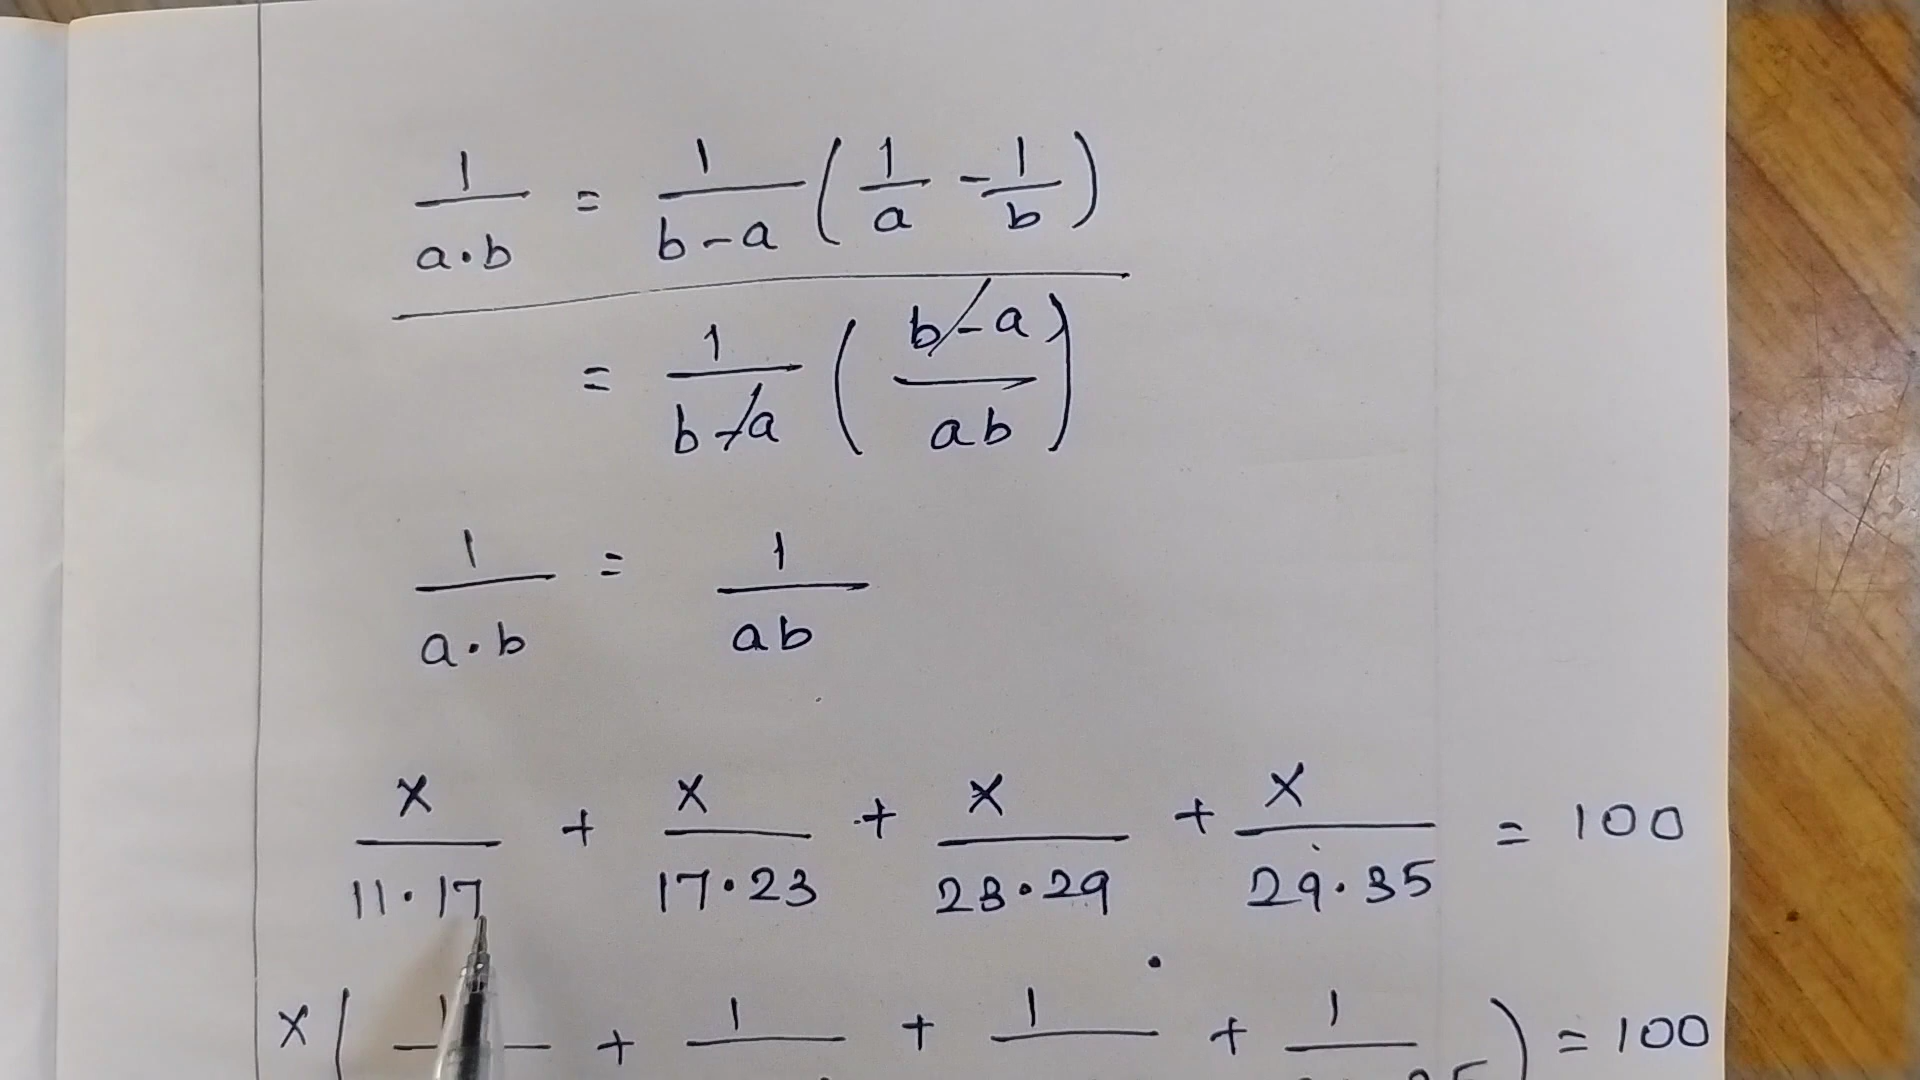 1/(a·b) = 1/(b-a) (1/a - 1/b)
= 1/(b-a) ((b-a)/(ab))
1/(a·b) = 1/(ab)
x/(11·17) + x/(17·23) + x/(23·29) + x/(29·35) = 100
x(1/ + 1/ + 1/ + 1/ ) = 100